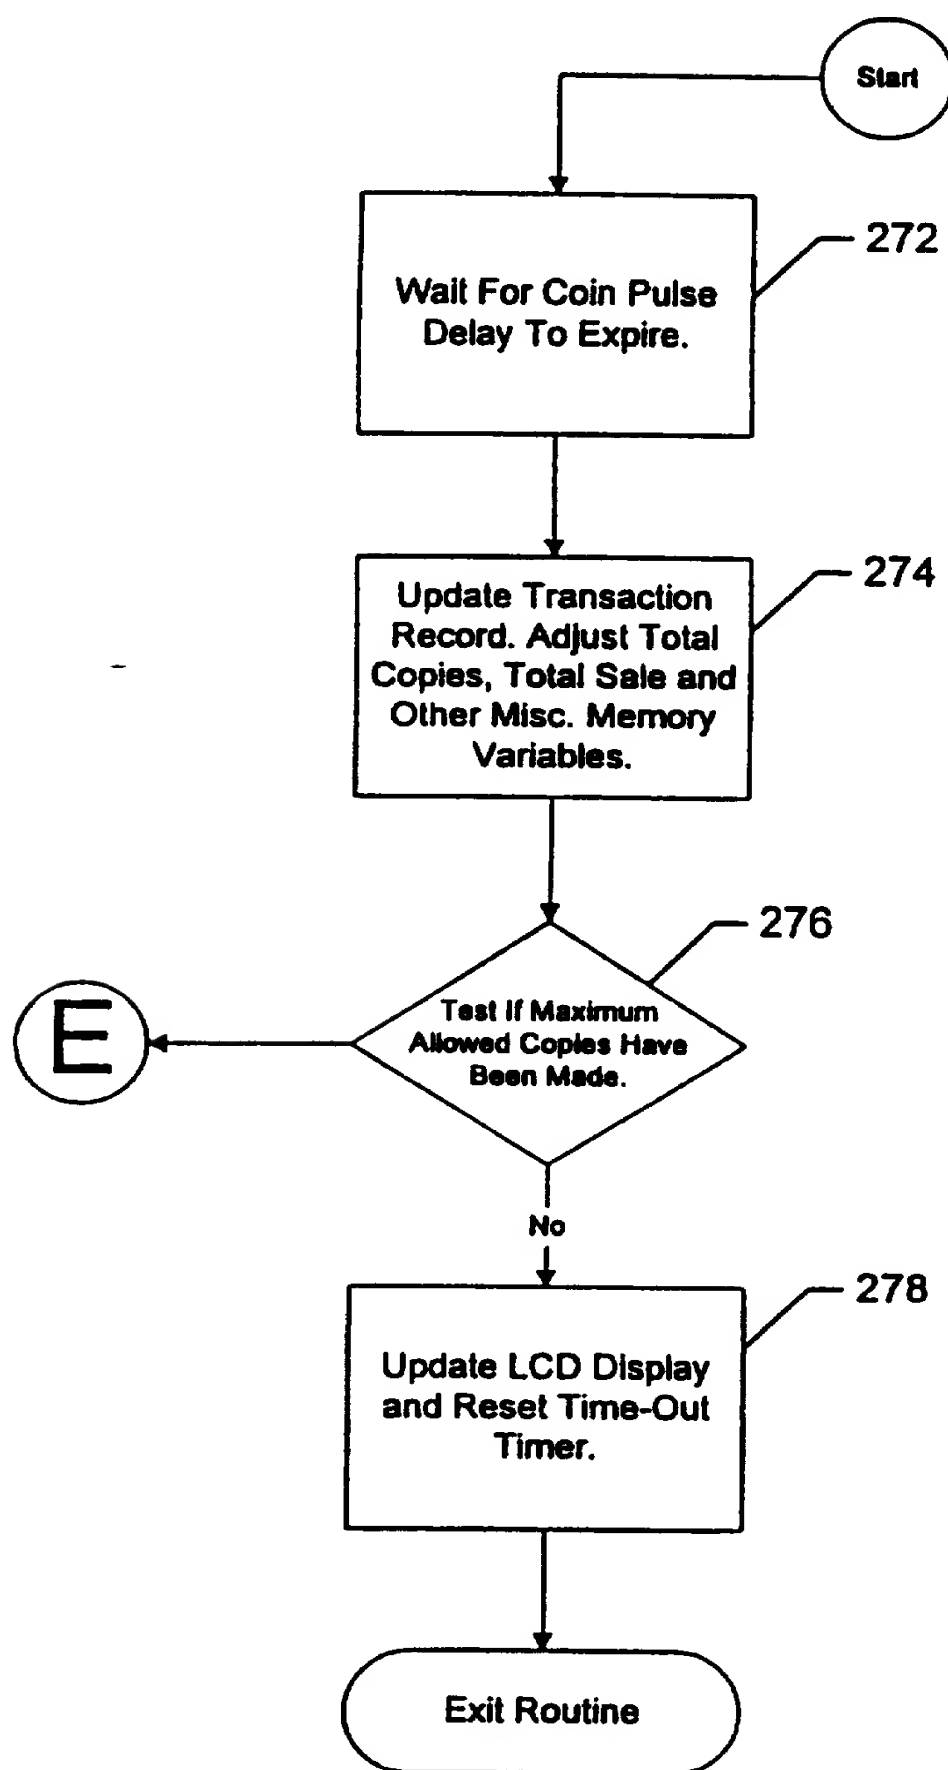 Start
272
Wait For Coin Pulse
Delay To Expire.
274
Update Transaction
Record. Adjust Total
Copies, Total Sale and
Other Misc. Memory
Variables.
276
Test If Maximum
Allowed Copies Have
Been Made.
E
No
278
Update LCD Display
and Reset Time-Out
Timer.
Exit Routine